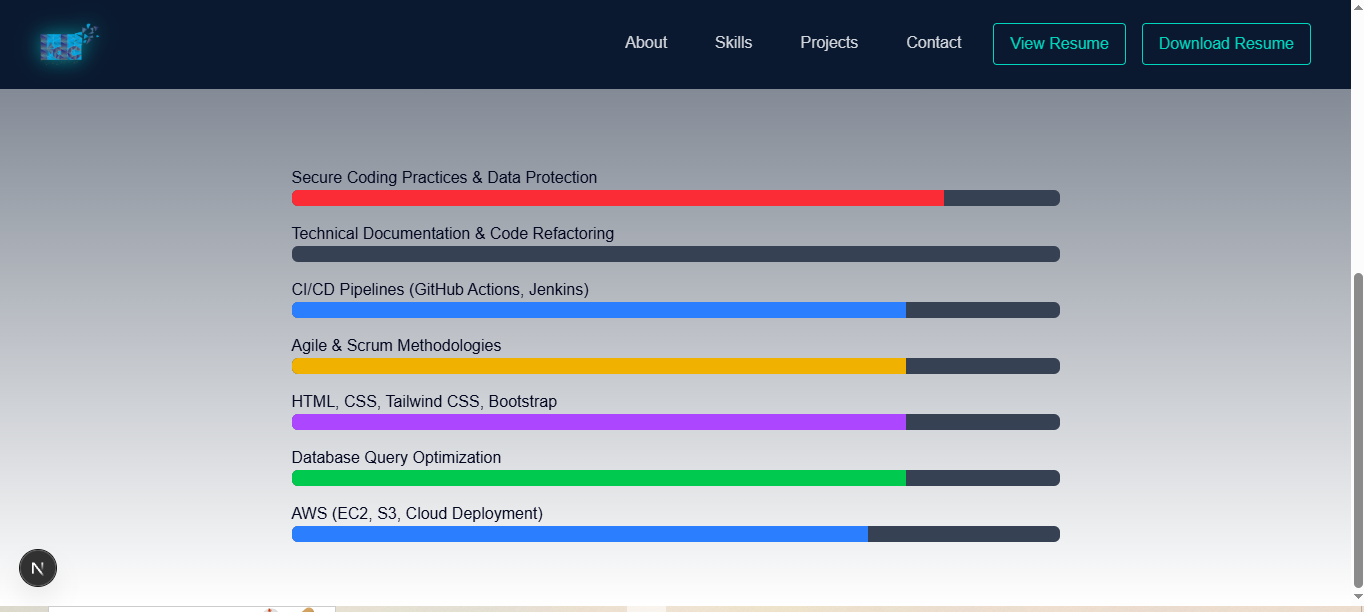 About
Skills
Projects
Contact
View Resume
Download Resume
Secure Coding Practices & Data Protection
Technical Documentation & Code Refactoring
CI/CD Pipelines (GitHub Actions, Jenkins)
Agile & Scrum Methodologies
HTML, CSS, Tailwind CSS, Bootstrap
Database Query Optimization
AWS (EC2, S3, Cloud Deployment)
N